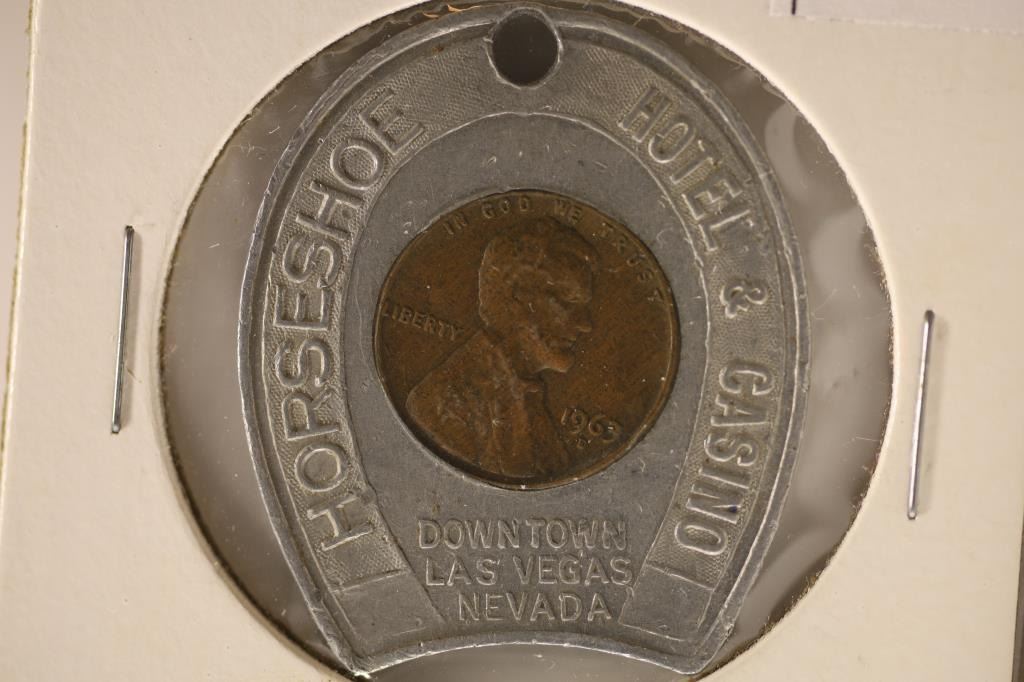 HORSESHOE
HOTEL & CASINO
IN GOD WE TRUST
LIBERTY
1963
D
DOWNTOWN
LAS VEGAS
NEVADA